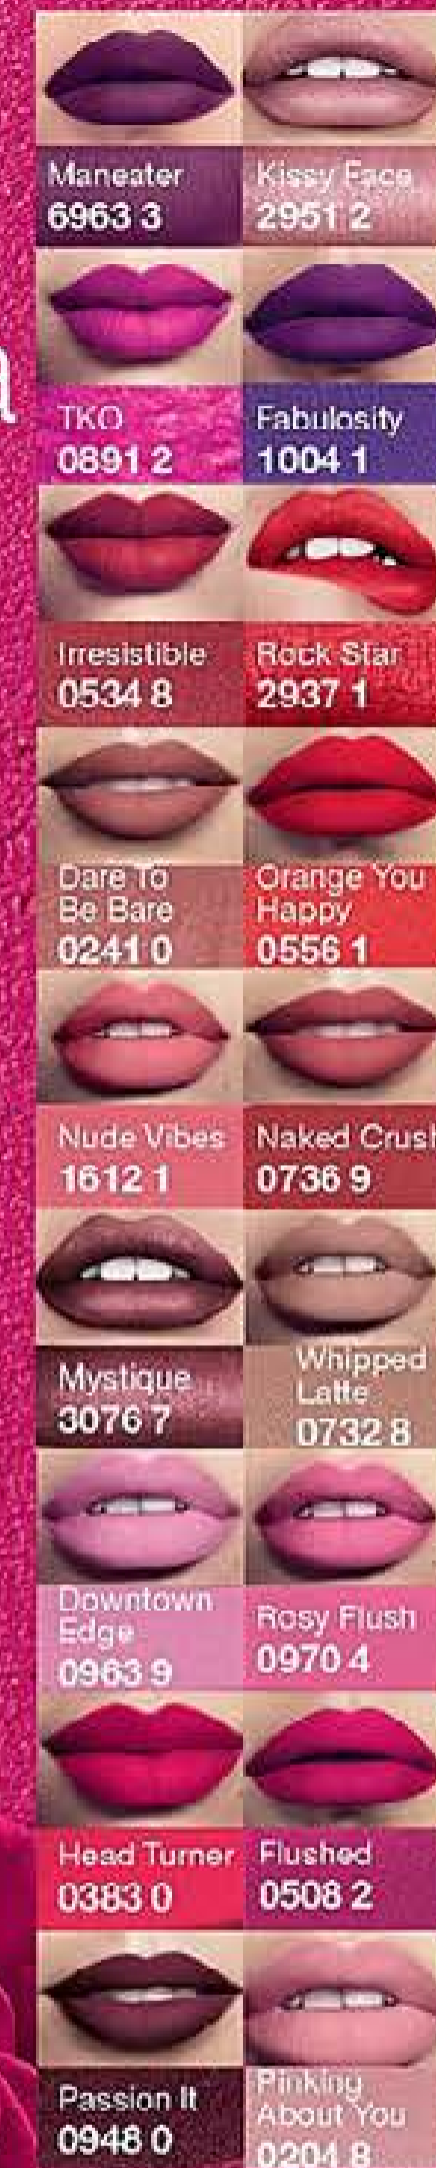 a
Maneater
6963 3
Kissy Face
2951 2
TKO
0891 2
Fabulosity
1004 1
Irresistible
0534 8
Rock Star
2937 1
Dare To
Be Bare
0241 0
Orange You
Happy
0556 1
Nude Vibes
1612 1
Naked Crush
0736 9
Mystique
3076 7
Whipped
Latte
0732 8
Downtown
Edge
0963 9
Rosy Flush
0970 4
Head Turner
0383 0
Flushed
0508 2
Passion It
0948 0
Pinking
About You
0204 8